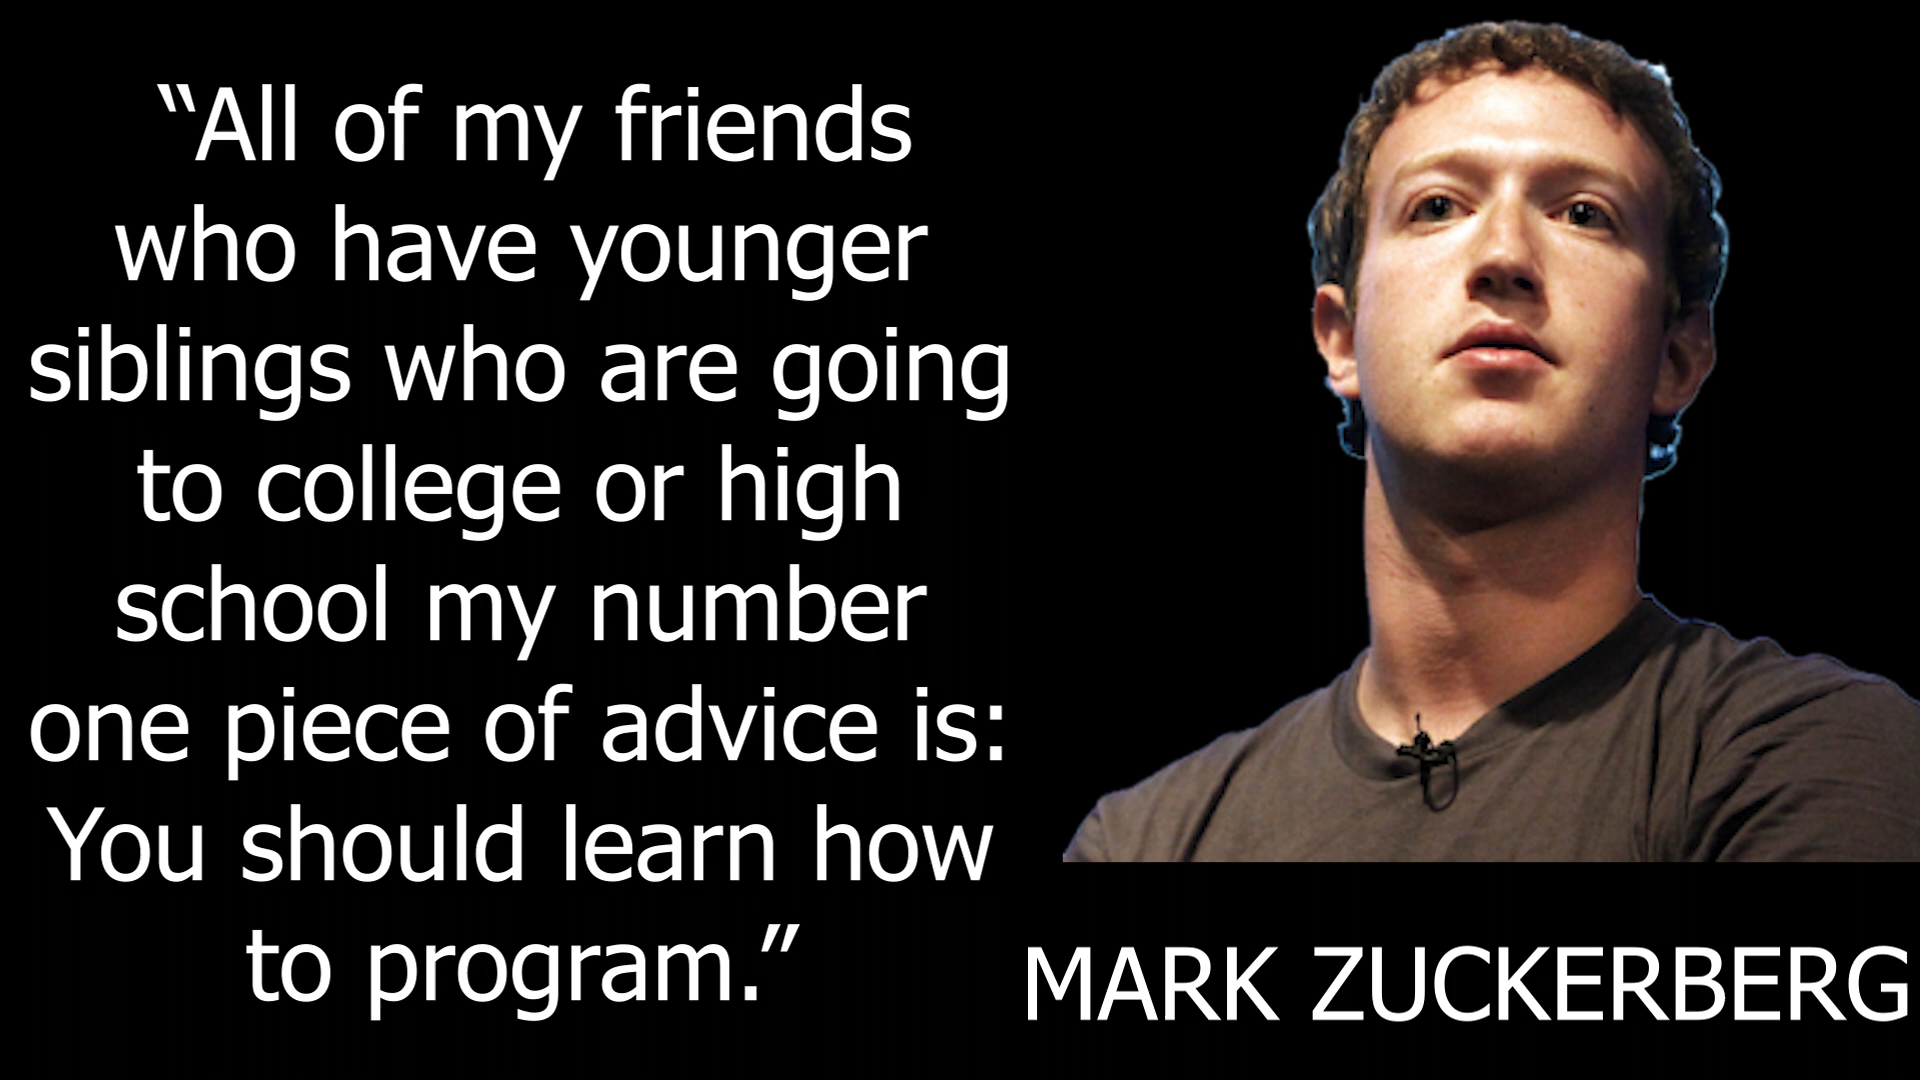 “All of my friends
who have younger
siblings who are going
to college or high
school my number
one piece of advice is:
You should learn how
to program.”
MARK ZUCKERBERG